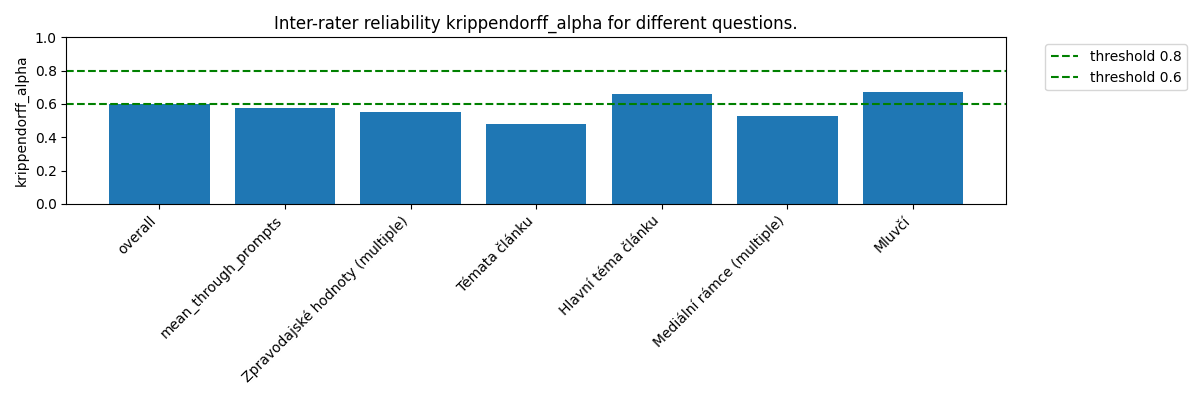 Inter-rater reliability krippendorff_alpha for different questions.
krippendorff_alpha
1.0
0.8
0.6
0.4
0.2
0.0
overall
mean_through_prompts
Zpravodajské hodnoty (multiple)
Témata článku
Hlavní téma článku
Mediální rámce (multiple)
Mluvčí
threshold 0.8
threshold 0.6